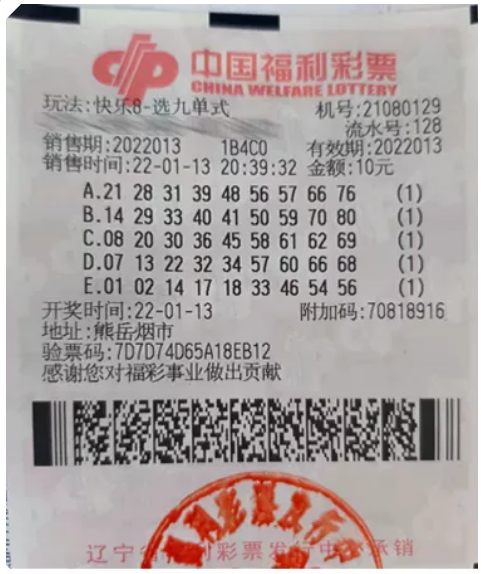 中国福利彩票
CHINA WELFARE LOTTERY
玩法:快乐8-选九单式 机号:21080129
流水号:128
销售期:2022013 1B4C0 有效期:2022013
销售时间:22-01-13 20:39:32 金额:10元
A.21 28 31 39 48 56 57 66 76 (1)
B.14 29 33 40 41 50 59 70 80 (1)
C.08 20 30 36 45 58 61 62 69 (1)
D.07 13 22 32 34 57 60 66 68 (1)
E.01 02 14 17 18 33 46 54 56 (1)
开奖时间:22-01-13 附加码:70818916
地址:熊岳烟市
验票码:7D7D74D65A18EB12
感谢您对福彩事业做出贡献
辽宁省福利彩票发行中心承销